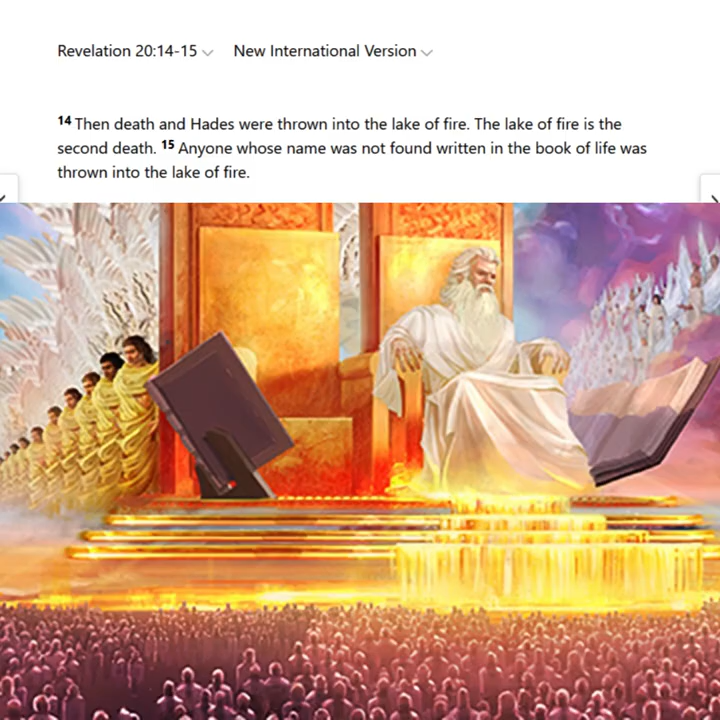 Revelation 20:14-15 New International Version
14 Then death and Hades were thrown into the lake of fire. The lake of fire is the
second death. 15 Anyone whose name was not found written in the book of life was
thrown into the lake of fire.